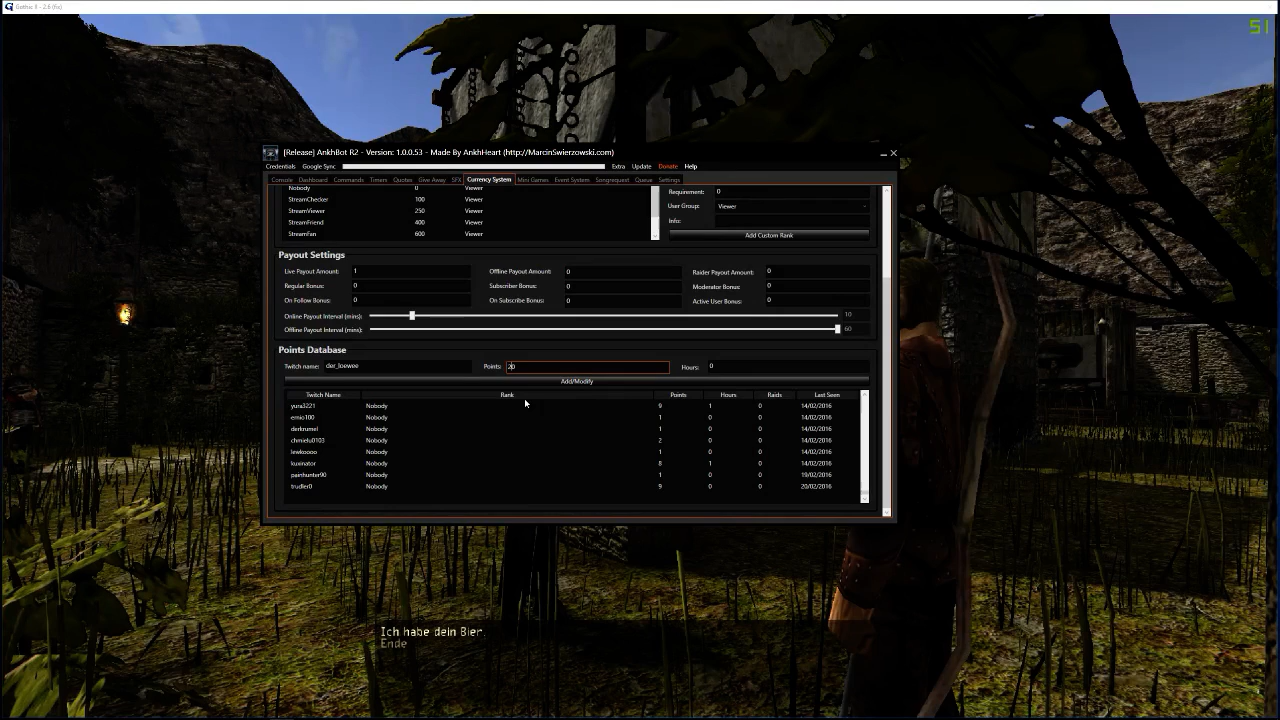 Gothic II - 2.6 (fix)
51
[Release] AnkhBot R2 - Version: 1.0.0.53 - Made By AnkhHeart (http://MarcinSwierzowski.com)
Credentials Google Sync Extra Update Donate Help
Console Dashboard Commands Timers Quotes Give Away SFX Currency System Mini Games Event System Songrequest Queue Settings
Nobody 0 Viewer
StreamChecker 100 Viewer
StreamViewer 250 Viewer
StreamFriend 400 Viewer
StreamFan 600 Viewer
Requirement: 0
User Group: Viewer
Info:
Add Custom Rank
Payout Settings
Live Payout Amount: 1 Offline Payout Amount: 0 Raider Payout Amount: 0
Regular Bonus: 0 Subscriber Bonus: 0 Moderator Bonus: 0
On Follow Bonus: 0 On Subscribe Bonus: 0 Active User Bonus: 0
Online Payout Interval (mins): 10
Offline Payout Interval (mins): 60
Points Database
Twitch name: der_loewee Points: 20 Hours: 0
Add/Modify
Twitch Name Rank Points Hours Raids Last Seen
yura3221 Nobody 9 1 0 14/02/2016
emio100 Nobody 1 0 0 14/02/2016
derkrumel Nobody 1 0 0 14/02/2016
chmielu0103 Nobody 2 0 0 14/02/2016
lewkoooo Nobody 1 0 0 14/02/2016
kuxinator Nobody 8 1 0 14/02/2016
painhunter90 Nobody 1 0 0 19/02/2016
trudler0 Nobody 9 0 0 20/02/2016
Ich habe dein Bier.
Ende